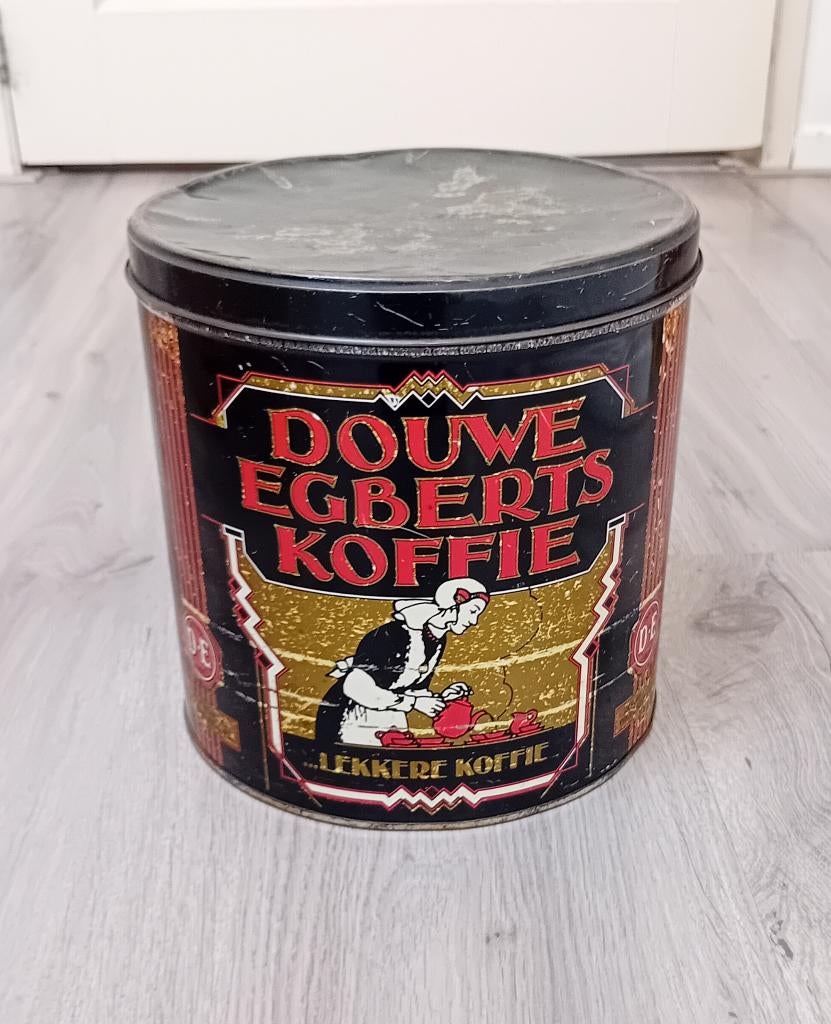 DOUWE
EGBERTS
KOFFIE
D·E
D·E
...LEKKERE KOFFIE